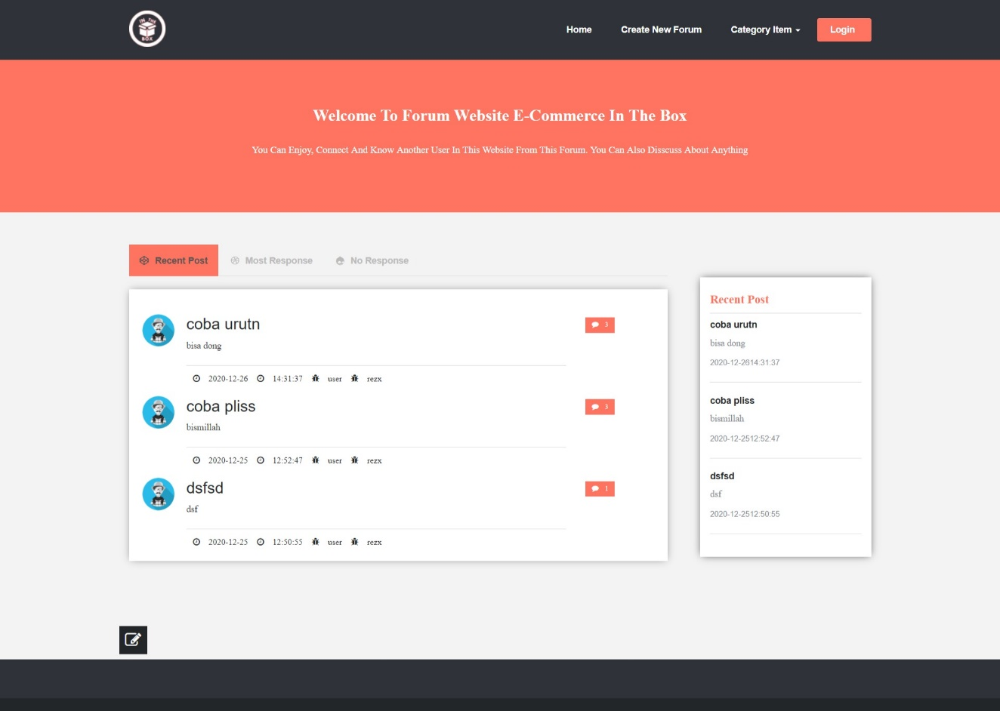 IN THE
BOX
Home
Create New Forum
Category Item
Login
Welcome To Forum Website E-Commerce In The Box
You Can Enjoy, Connect And Know Another User In This Website From This Forum. You Can Also Disscuss About Anything
Recent Post
Most Response
No Response
coba urutn
3
bisa dong
2020-12-26 14:31:37 user rezx
coba pliss
3
bismillah
2020-12-25 12:52:47 user rezx
dsfsd
1
dsf
2020-12-25 12:50:55 user rezx
Recent Post
coba urutn
bisa dong
2020-12-2614:31:37
coba pliss
bismillah
2020-12-2512:52:47
dsfsd
dsf
2020-12-2512:50:55